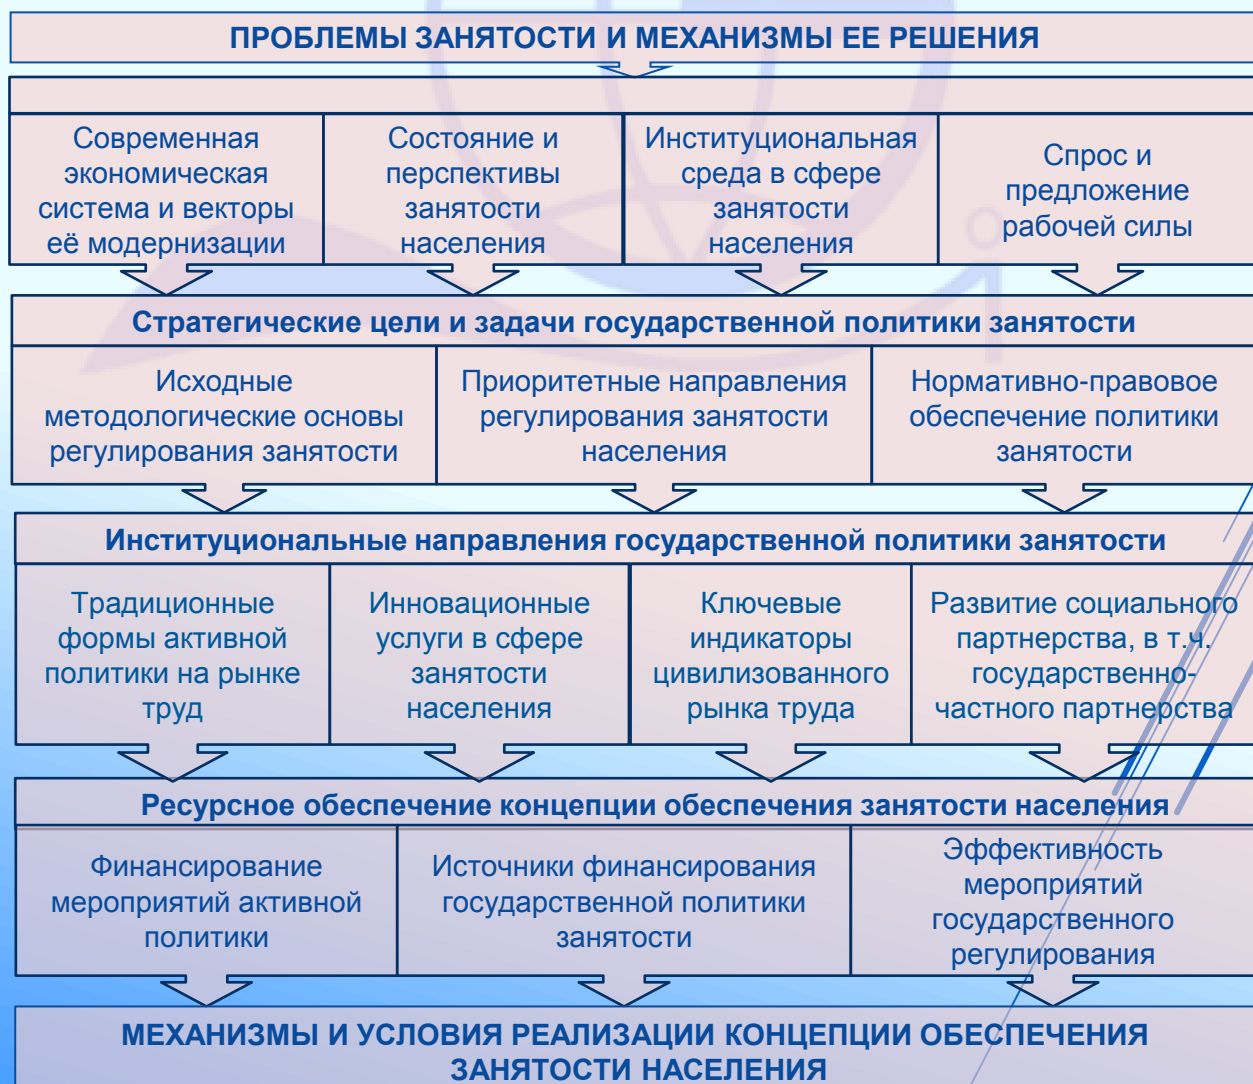 ПРОБЛЕМЫ ЗАНЯТОСТИ И МЕХАНИЗМЫ ЕЕ РЕШЕНИЯ
Современная
экономическая
система и векторы
её модернизации
Состояние и
перспективы
занятости
населения
Институциональная
среда в сфере
занятости
населения
Спрос и
предложение
рабочей силы
Стратегические цели и задачи государственной политики занятости
Исходные
методологические основы
регулирования занятости
Приоритетные направления
регулирования занятости
населения
Нормативно-правовое
обеспечение политики
занятости
Институциональные направления государственной политики занятости
Традиционные
формы активной
политики на рынке
труд
Инновационные
услуги в сфере
занятости
населения
Ключевые
индикаторы
цивилизованного
рынка труда
Развитие социального
партнерства, в т.ч.
государственно-
частного партнерства
Ресурсное обеспечение концепции обеспечения занятости населения
Финансирование
мероприятий активной
политики
Источники финансирования
государственной политики
занятости
Эффективность
мероприятий
государственного
регулирования
МЕХАНИЗМЫ И УСЛОВИЯ РЕАЛИЗАЦИИ КОНЦЕПЦИИ ОБЕСПЕЧЕНИЯ
ЗАНЯТОСТИ НАСЕЛЕНИЯ